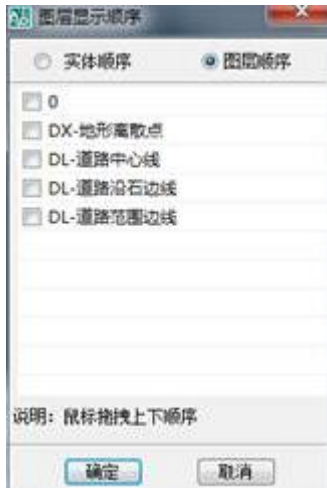 图层显示顺序
实体顺序 图层顺序
0
DX-地形离散点
DL-道路中心线
DL-道路沿石边线
DL-道路范围边线
说明：鼠标拖拽上下顺序
确定 取消